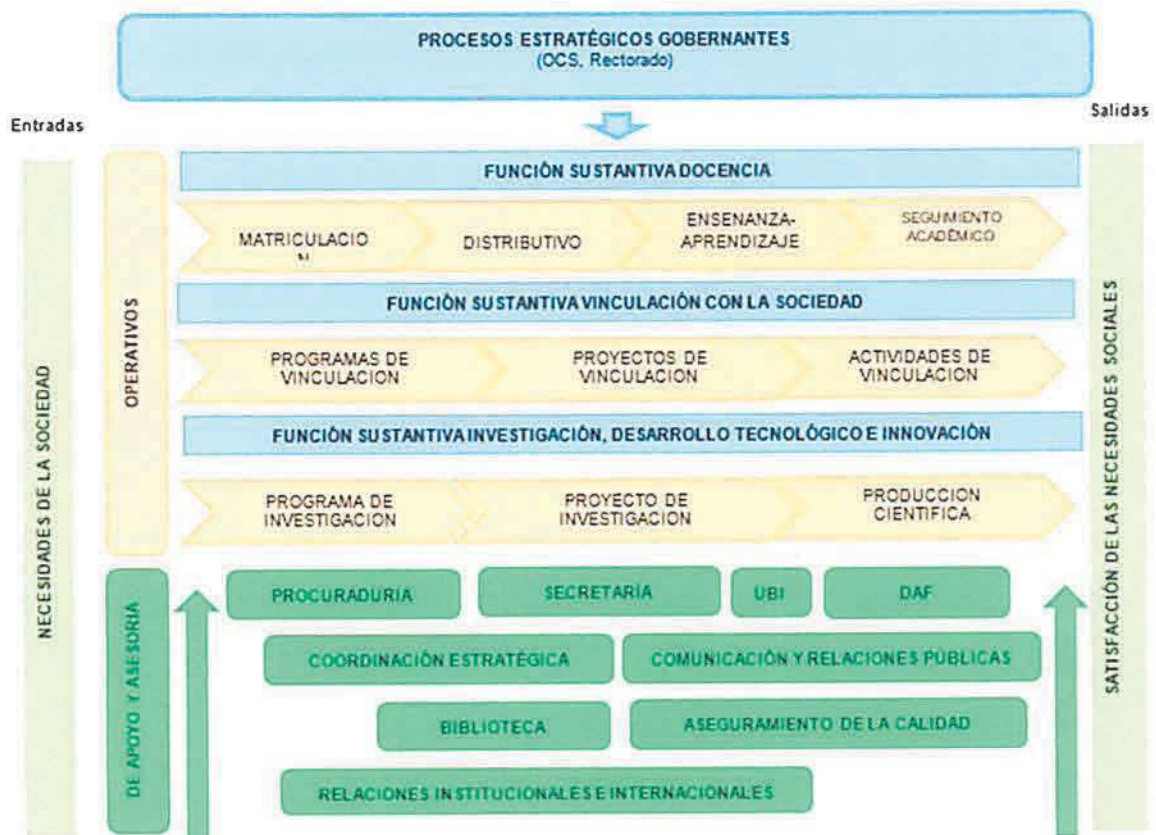 PROCESOS ESTRATÉGICOS GOBERNANTES
(OCS, Rectorado)
Entradas
Salidas
NECESIDADES DE LA SOCIEDAD
OPERATIVOS
FUNCIÓN SUSTANTIVA DOCENCIA
MATRICULACIO
N
DISTRIBUTIVO
ENSENANZA-
APRENDIZAJE
SEGUIMIENTO
ACADÉMICO
FUNCIÓN SUSTANTIVA VINCULACIÓN CON LA SOCIEDAD
PROGRAMAS DE
VINCULACION
PROYECTOS DE
VINCULACION
ACTIVIDADES DE
VINCULACION
FUNCIÓN SUSTANTIVA INVESTIGACIÓN, DESARROLLO TECNOLÓGICO E INNOVACIÓN
PROGRAMA DE
INVESTIGACION
PROYECTO DE
INVESTIGACION
PRODUCCION
CIENTIFICA
DE APOYO Y ASESORÍA
PROCURADURÍA
SECRETARÍA
UBI
DAF
COORDINACIÓN ESTRATÉGICA
COMUNICACIÓN Y RELACIONES PÚBLICAS
BIBLIOTECA
ASEGURAMIENTO DE LA CALIDAD
RELACIONES INSTITUCIONALES E INTERNACIONALES
SATISFACCIÓN DE LAS NECESIDADES SOCIALES